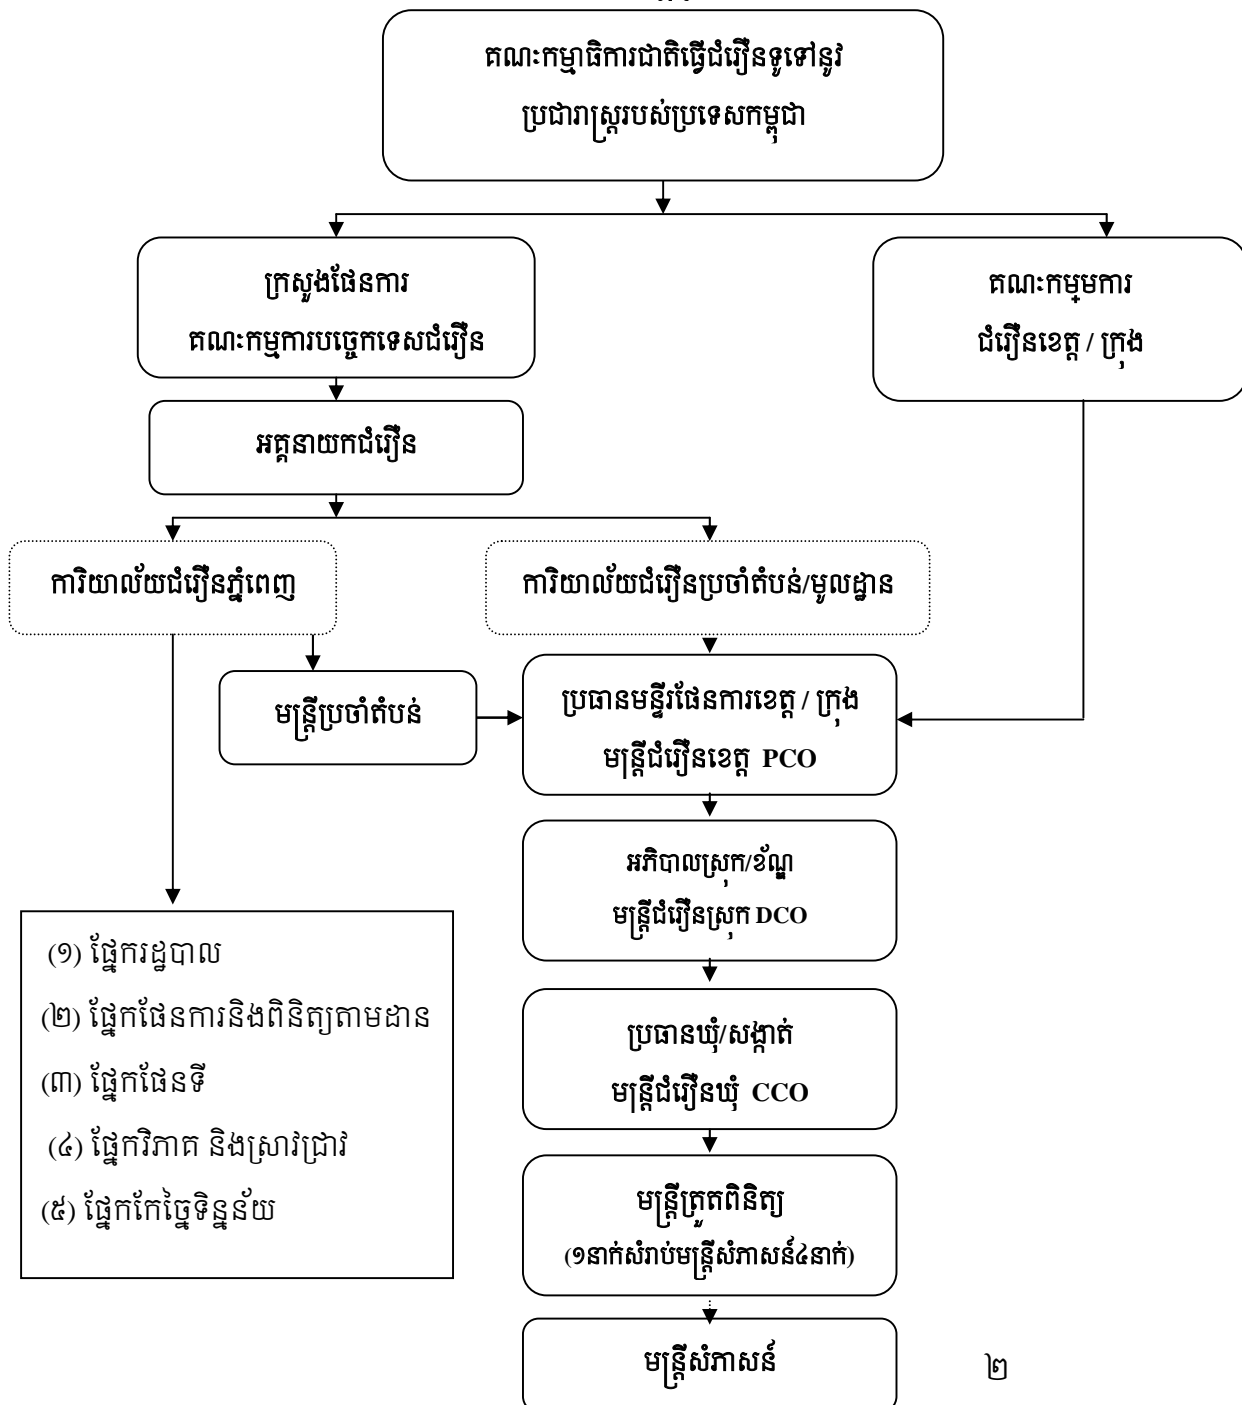 គណៈកម្មាធិការជាតិធ្វើជំរឿនទូទៅនូវ
ប្រជារាស្ត្ររបស់ប្រទេសកម្ពុជា
ក្រសួងផែនការ
គណៈកម្មការបច្ចេកទេសជំរឿន
គណៈកម្មការ
ជំរឿនខេត្ត / ក្រុង
អគ្គនាយកជំរឿន
ការិយាល័យជំរឿនភ្នំពេញ
ការិយាល័យជំរឿនប្រចាំតំបន់/មូលដ្ឋាន
មន្ត្រីប្រចាំតំបន់
ប្រធានមន្ទីរផែនការខេត្ត / ក្រុង
មន្ត្រីជំរឿនខេត្ត PCO
អភិបាលស្រុក/ខ័ណ្ឌ
មន្ត្រីជំរឿនស្រុក DCO
(១) ផ្នែករដ្ឋបាល
(២) ផ្នែកផែនការនិងពិនិត្យតាមដាន
(៣) ផ្នែកផែនទី
(៤) ផ្នែកវិភាគ និងស្រាវជ្រាវ
(៥) ផ្នែកកែច្នៃទិន្នន័យ
ប្រធានឃុំ/សង្កាត់
មន្ត្រីជំរឿនឃុំ CCO
មន្ត្រីត្រួតពិនិត្យ
(១នាក់សំរាប់មន្ត្រីសំភាសន៍៤នាក់)
មន្ត្រីសំភាសន៍
២